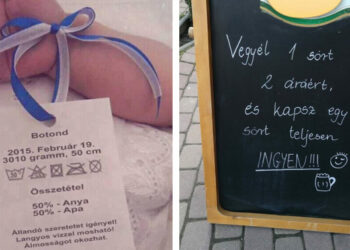 Botond
2015. Február 19.
3010 gramm, 50 cm
Összetétel
50% - Anya
50% - Apa
Állandó szeretetet igényel!
Langyos vízzel mosható!
Álmosságot okozhat.
Vegyél 1 sört
2 áráért,
és kapsz egy
sört teljesen
INGYEN!!!